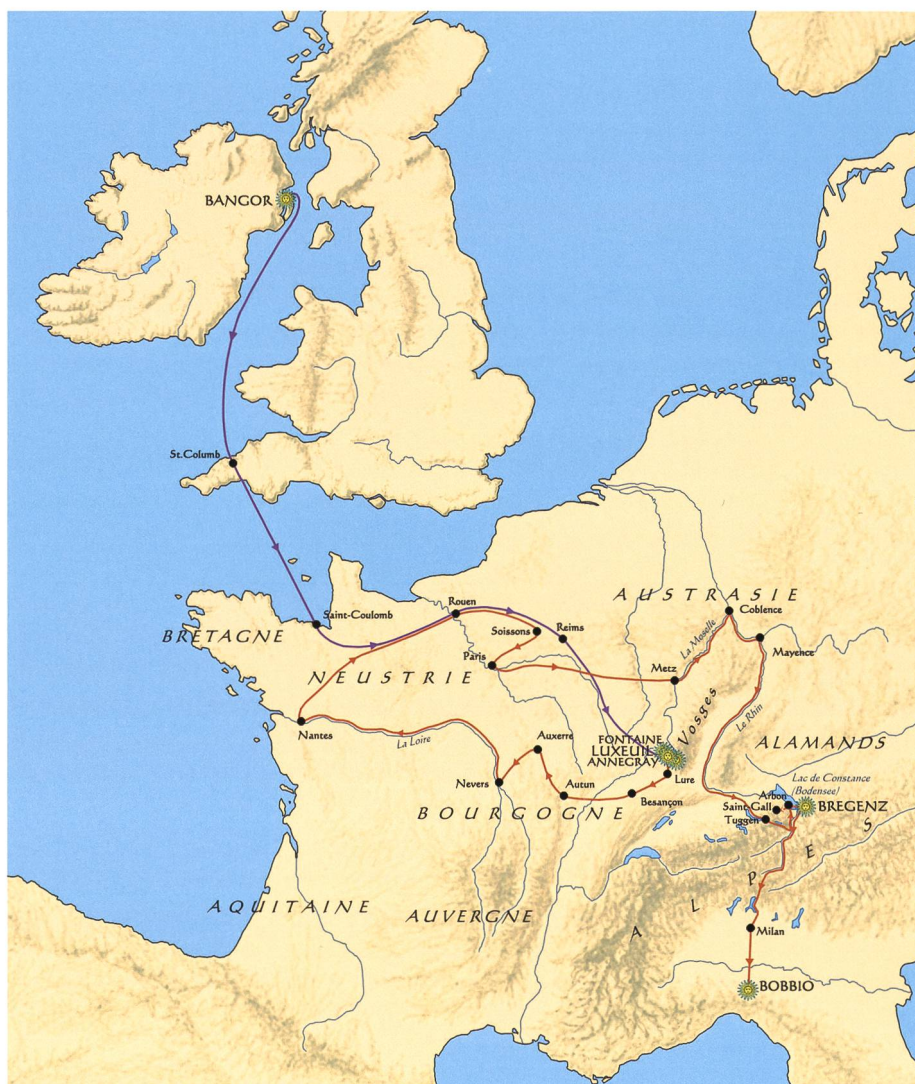 BANGOR
St.Columb
Saint-Coulomb
BRETAGNE
Rouen
Soissons
Reims
Paris
NEUSTRIE
AUSTRASIE
Coblence
Mayence
La Moselle
Metz
Vosges
Le Rhin
Nantes
La Loire
Auxerre
Nevers
Autun
Besançon
BOURGOGNE
FONTAINE
LUXEUIL
ANNEGRAY
Lure
ALAMANDS
Lac de Constance
(Bodensee)
Arbon
Saint-Gall
Tuggen
BREGENZ
ALPES
AQUITAINE
AUVERGNE
Milan
BOBBIO